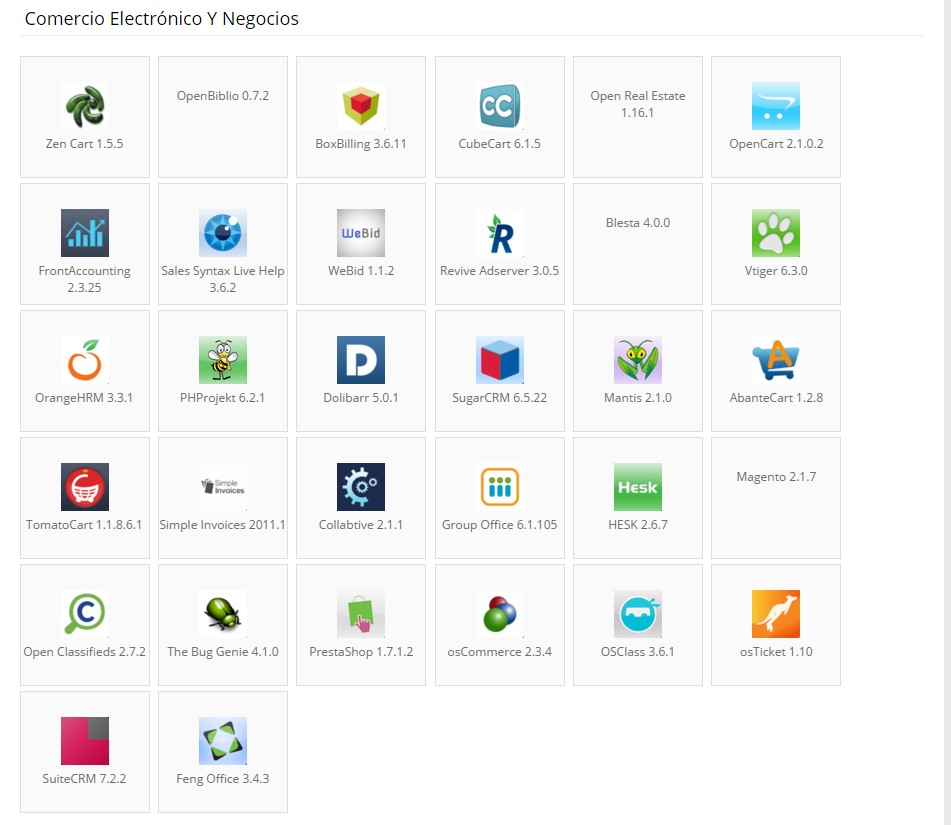 Comercio Electrónico Y Negocios
Zen Cart 1.5.5
OpenBiblio 0.7.2
BoxBilling 3.6.11
CC
CubeCart 6.1.5
Open Real Estate
1.16.1
OpenCart 2.1.0.2
FrontAccounting
2.3.25
Sales Syntax Live Help
3.6.2
WeBid
WeBid 1.1.2
R
Revive Adserver 3.0.5
Blesta 4.0.0
Vtiger 6.3.0
OrangeHRM 3.3.1
PHProjekt 6.2.1
D
Dolibarr 5.0.1
SugarCRM 6.5.22
Mantis 2.1.0
A
AbanteCart 1.2.8
TomatoCart 1.1.8.6.1
Simple
Invoices
Simple Invoices 2011.1
Collabtive 2.1.1
Group Office 6.1.105
Hesk
HESK 2.6.7
Magento 2.1.7
C
Open Classifieds 2.7.2
The Bug Genie 4.1.0
PrestaShop 1.7.1.2
osCommerce 2.3.4
OSClass 3.6.1
osTicket 1.10
SuiteCRM 7.2.2
Feng Office 3.4.3